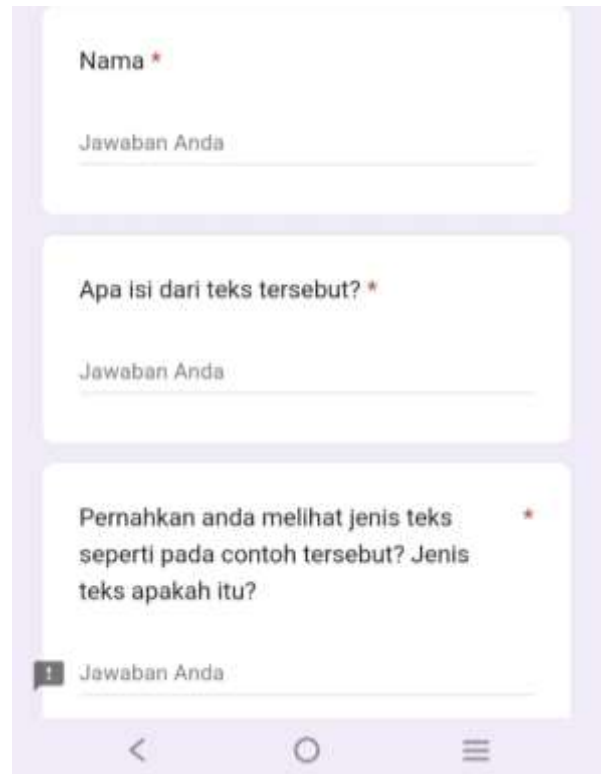 Nama *
Jawaban Anda
Apa isi dari teks tersebut? *
Jawaban Anda
Pernahkan anda melihat jenis teks *
seperti pada contoh tersebut? Jenis
teks apakah itu?
Jawaban Anda